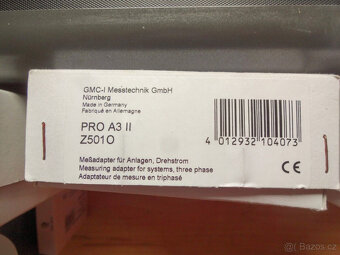 GMC-I Messtechnik GmbH
Nürnberg
Made in Germany
Fabriqué en Allemagne
PRO A3 II
Z501O
4 012932 104073
Meßadapter für Anlagen, Drehstrom
Measuring adapter for systems, three phase
Adaptateur de mesure en triphasé
CE
Bazos.cz